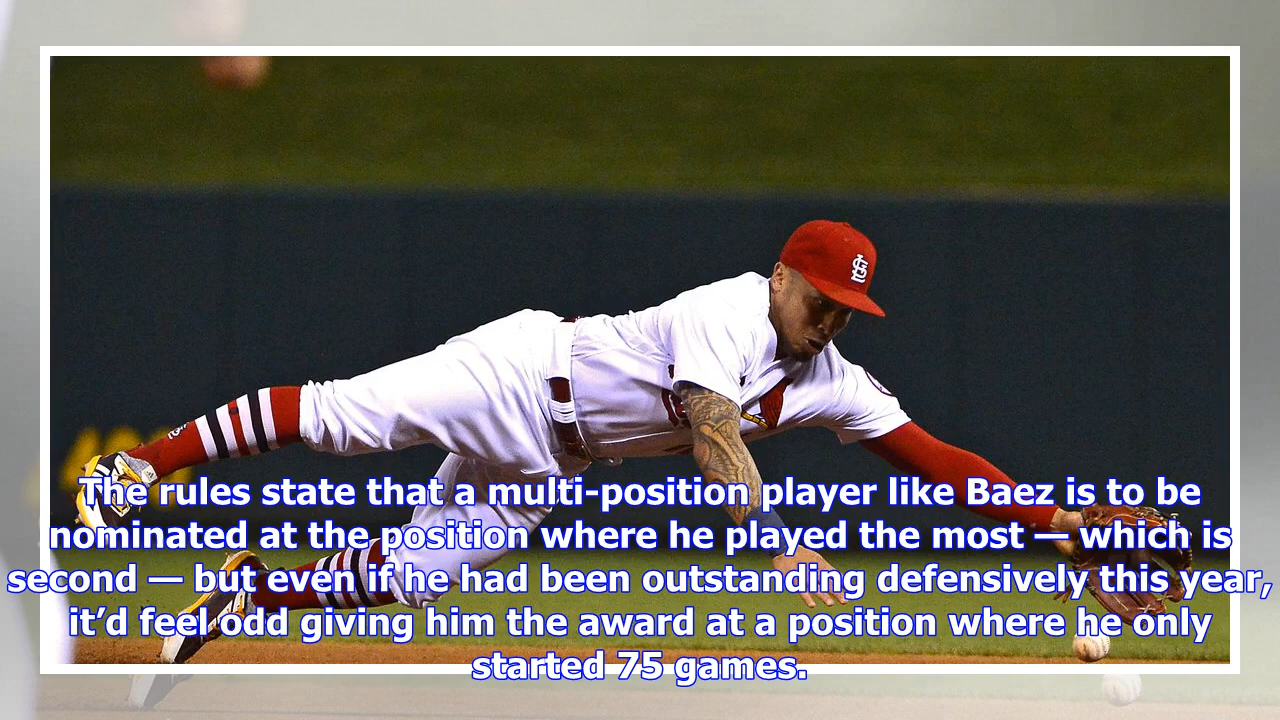 The rules state that a multi-position player like Baez is to be
nominated at the position where he played the most — which is
second — but even if he had been outstanding defensively this year,
it’d feel odd giving him the award at a position where he only
started 75 games.